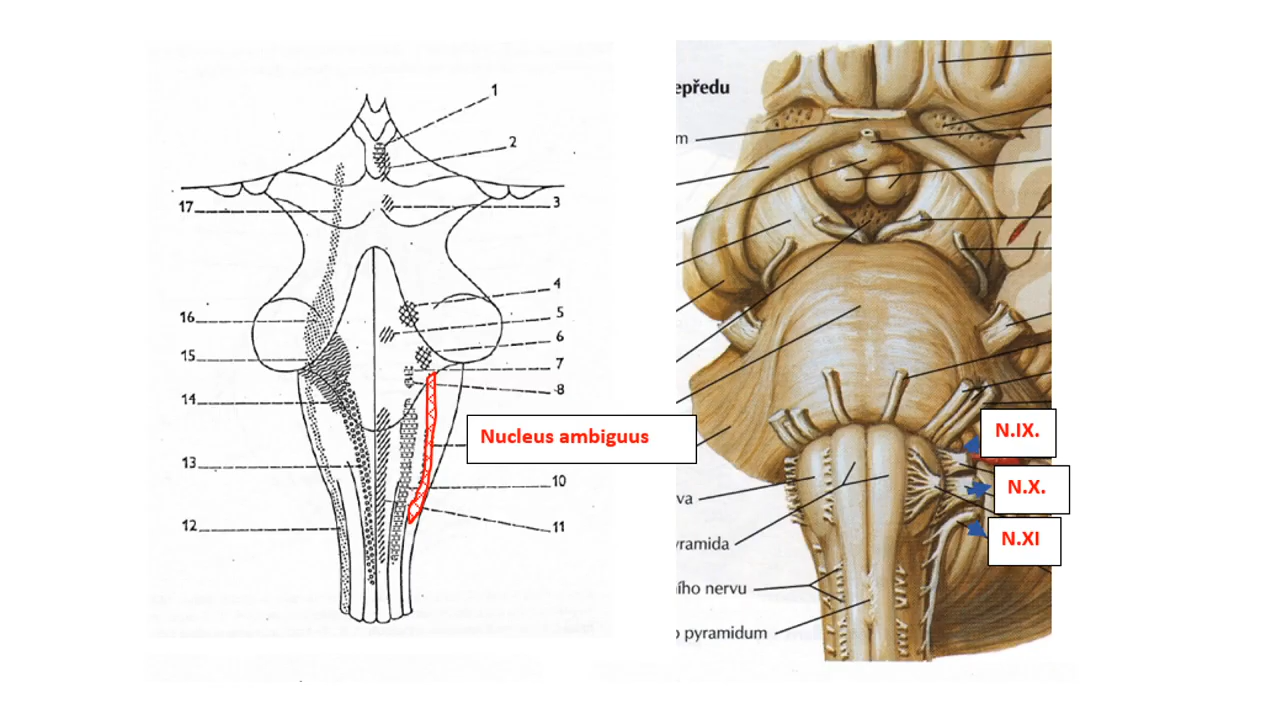 1
2
3
17
4
5
6
7
8
16
15
14
13
12
10
11
Nucleus ambiguus
epředu
m
va
yramida
ího nervu
pyramidum
N.IX.
N.X.
N.XI